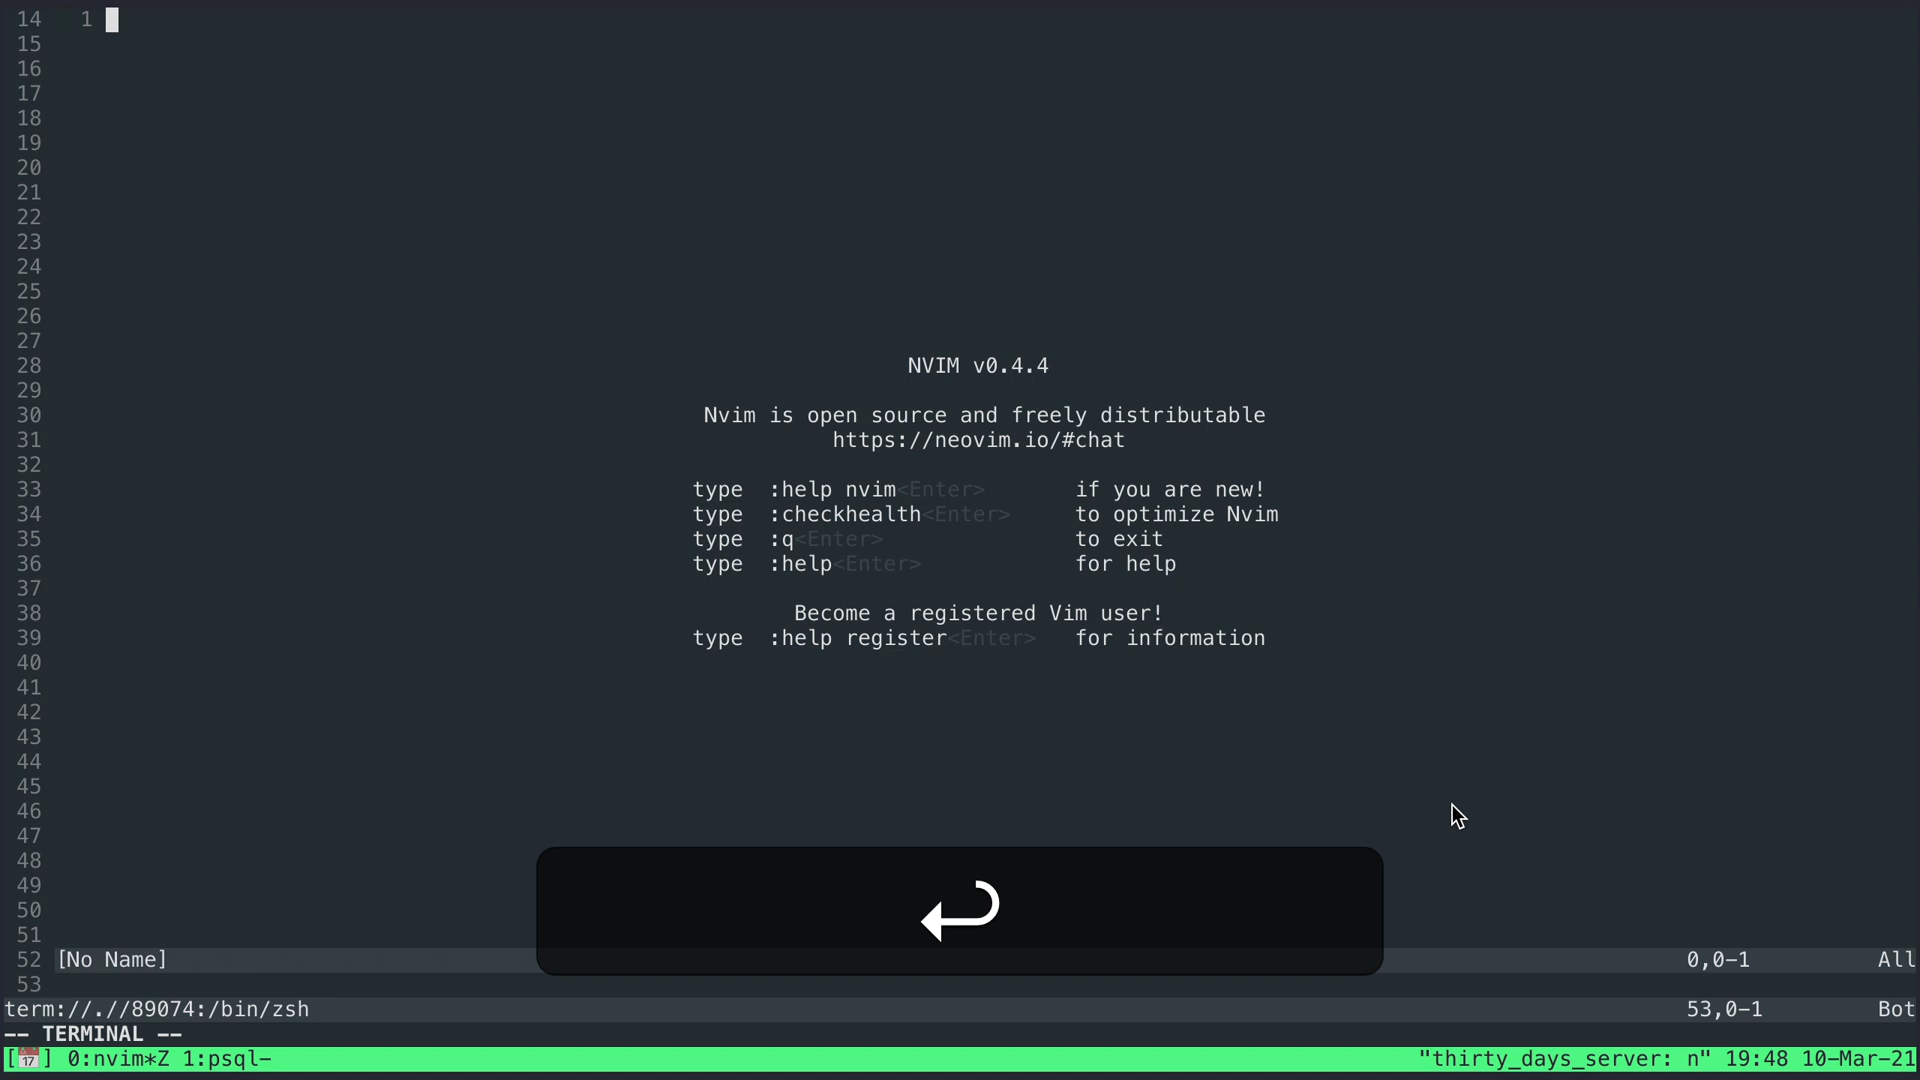 14   1
15
16
17
18
19
20
21
22
23
24
25
26
27
28 NVIM v0.4.4
29
30 Nvim is open source and freely distributable
31 https://neovim.io/#chat
32
33 type  :help nvim<Enter>       if you are new!
34 type  :checkhealth<Enter>     to optimize Nvim
35 type  :q<Enter>               to exit
36 type  :help<Enter>            for help
37
38 Become a registered Vim user!
39 type  :help register<Enter>   for information
40
41
42
43
44
45
46
47
48
49
50
51
52 [No Name] 0,0-1 All
53
term://.//89074:/bin/zsh 53,0-1 Bot
-- TERMINAL --
[📅] 0:nvim*Z 1:psql- "thirty_days_server: n" 19:48 10-Mar-21